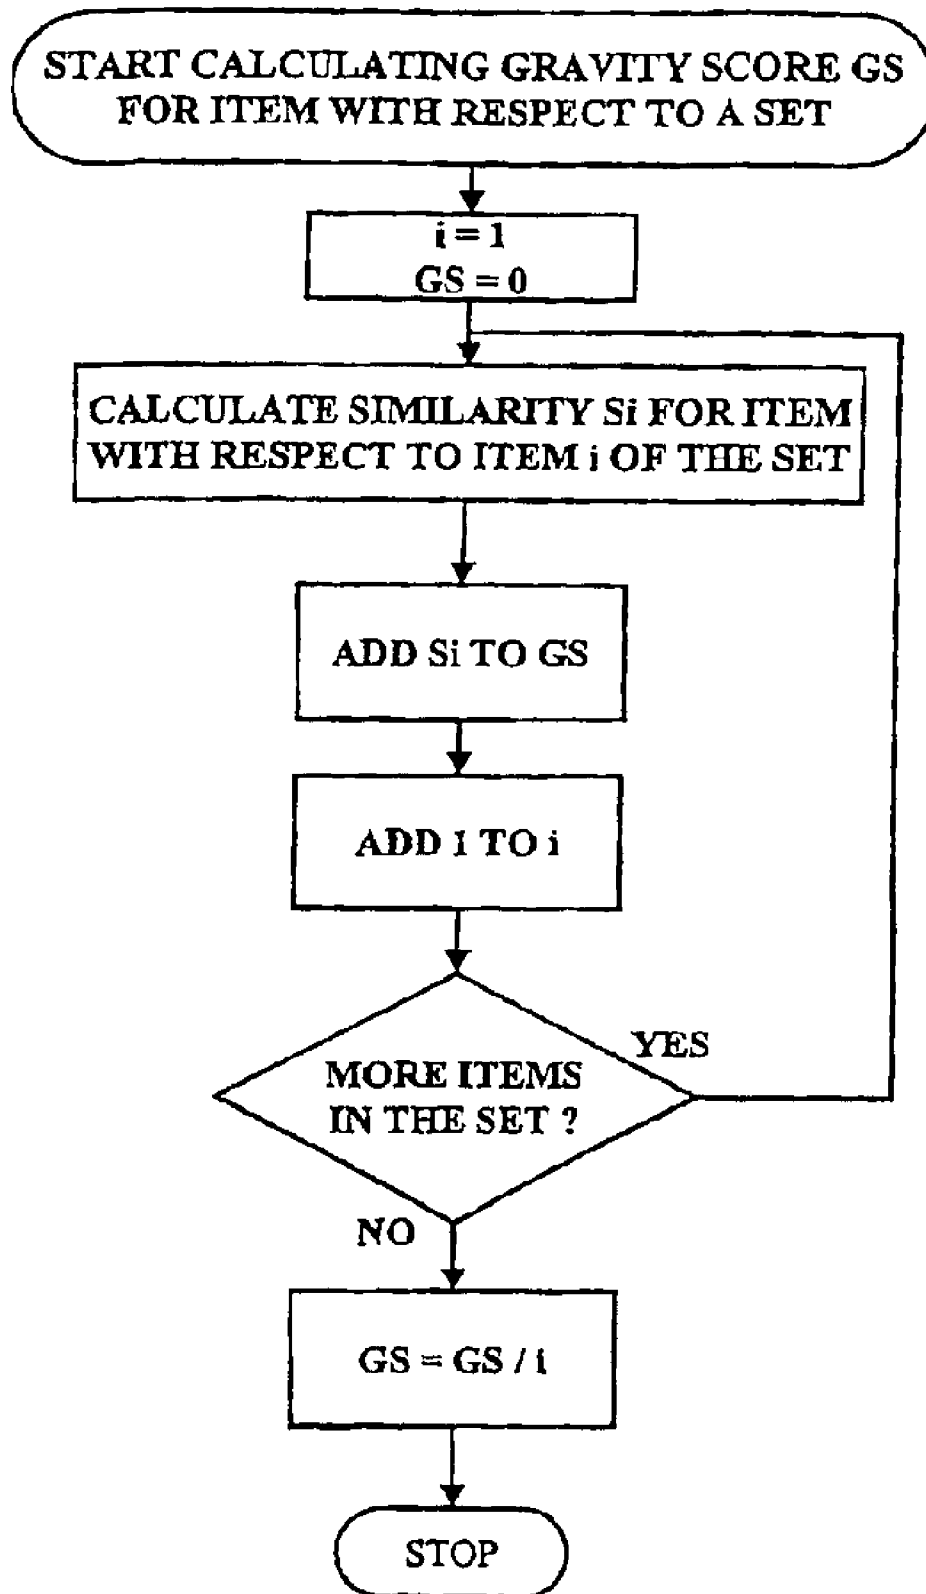 START CALCULATING GRAVITY SCORE GS
FOR ITEM WITH RESPECT TO A SET
i = 1
GS = 0
CALCULATE SIMILARITY Si FOR ITEM
WITH RESPECT TO ITEM i OF THE SET
ADD Si TO GS
ADD 1 TO i
YES
MORE ITEMS
IN THE SET ?
NO
GS = GS / i
STOP